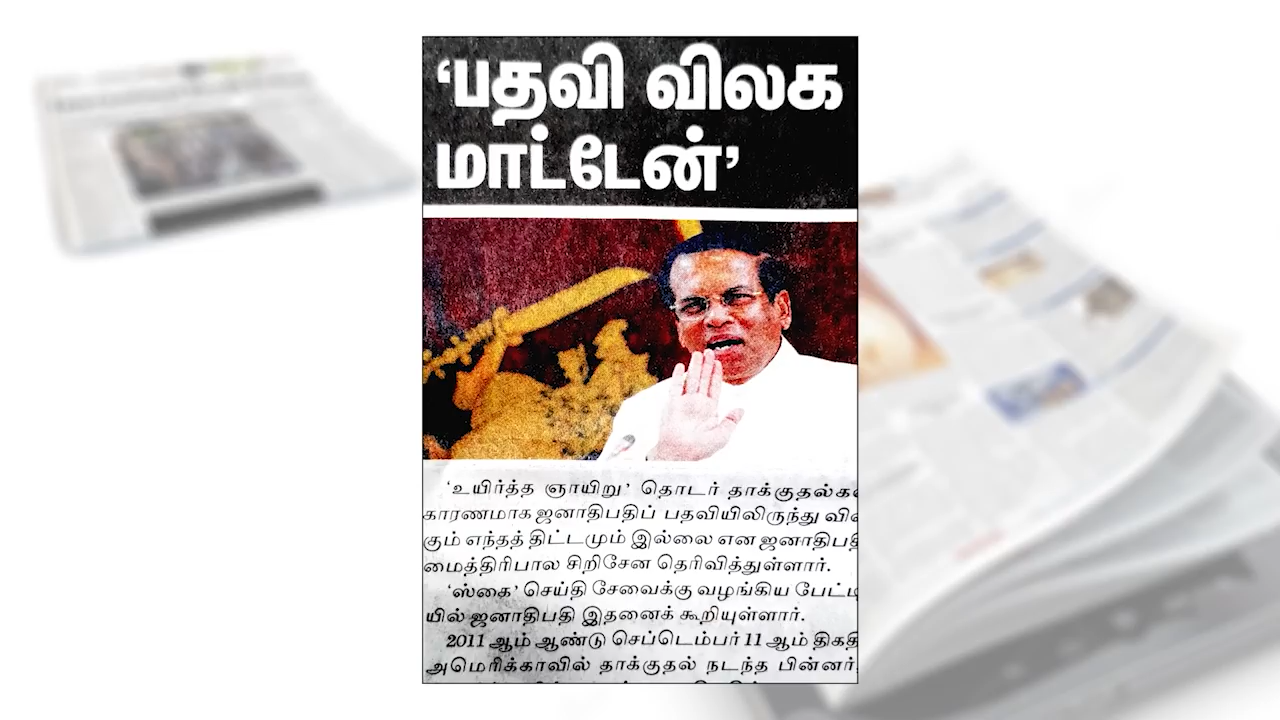 ‘பதவி விலக
மாட்டேன்’
‘உயிர்த்த ஞாயிறு’ தொடர் தாக்குதல்க
காரணமாக ஜனாதிபதிப் பதவியிலிருந்து வில
கும் எந்தத் திட்டமும் இல்லை என ஜனாதிபதி
மைத்திரிபால சிறிசேன தெரிவித்துள்ளார்.
‘ஸ்கை’ செய்தி சேவைக்கு வழங்கிய பேட்டி
யில் ஜனாதிபதி இதனைக் கூறியுள்ளார்.
2011 ஆம் ஆண்டு செப்டெம்பர் 11 ஆம் திகதி
அமெரிக்காவில் தாக்குதல் நடந்த பின்னர்,